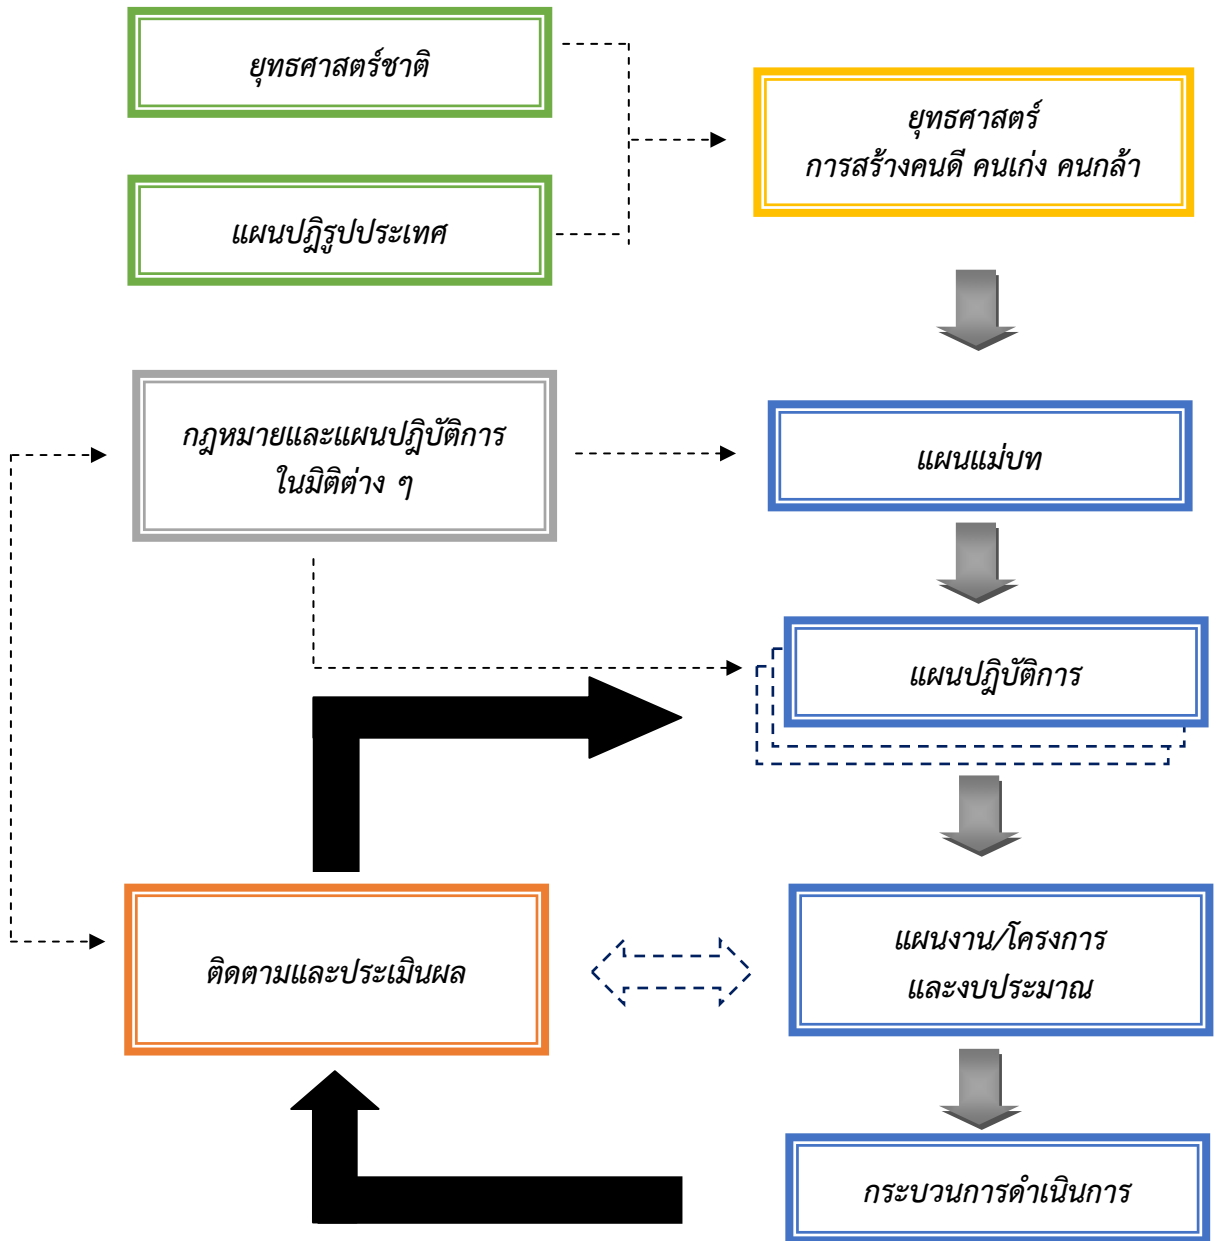 ยุทธศาสตร์ชาติ
ยุทธศาสตร์
การสร้างคนดี คนเก่ง คนกล้า
แผนปฎิรูปประเทศ
กฎหมายและแผนปฎิบัติการ
ในมิติต่าง ๆ
แผนแม่บท
แผนปฎิบัติการ
ติดตามและประเมินผล
แผนงาน/โครงการ
และงบประมาณ
กระบวนการดำเนินการ